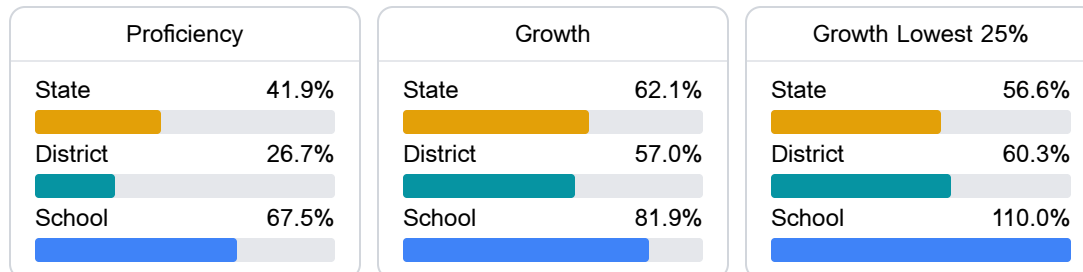 Proficiency
State 41.9%
District 26.7%
School 67.5%
Growth
State 62.1%
District 57.0%
School 81.9%
Growth Lowest 25%
State 56.6%
District 60.3%
School 110.0%